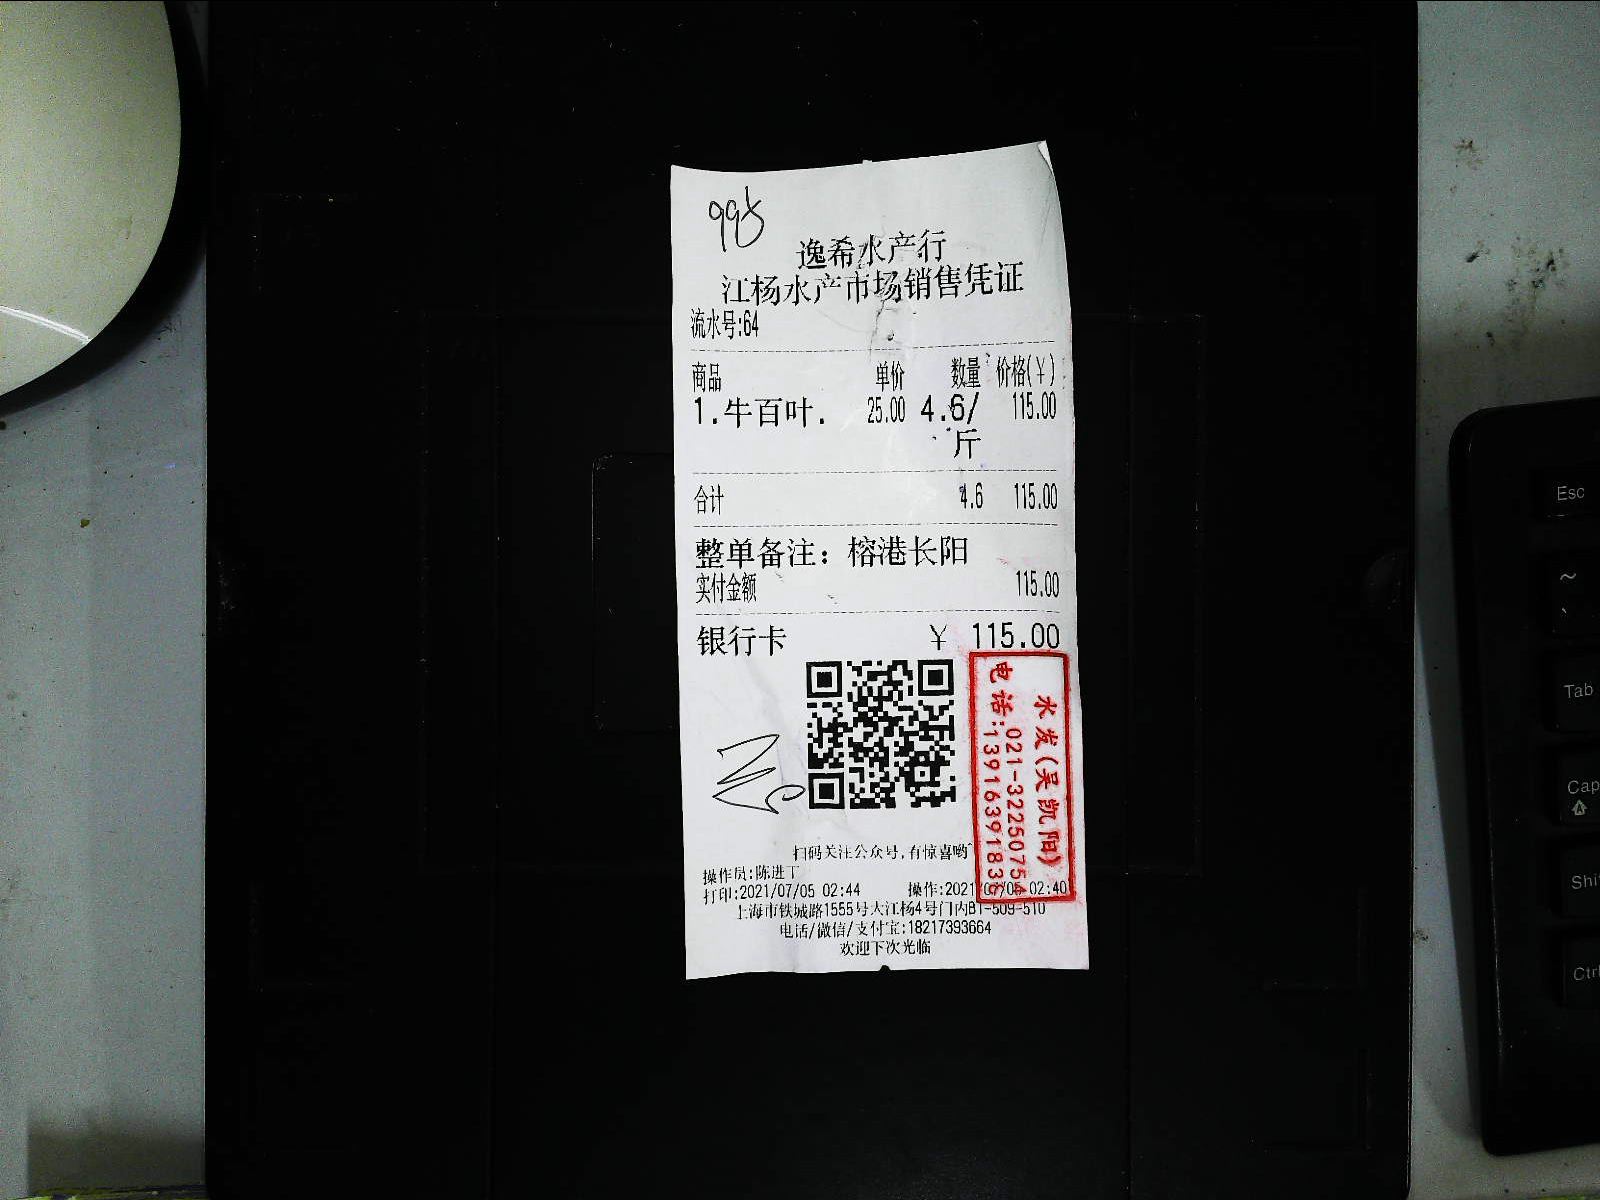 逸希水产行
江杨水产市场销售凭证
流水号:64
商品 单价 数量 价格(¥)
1.牛百叶. 25.00 4.6/斤 115.00
合计 4.6 115.00
整单备注：榕港长阳
实付金额 115.00
银行卡 ¥ 115.00
水发(吴凯阳)
021-32250754
电话:13916391836
扫码关注公众号,有惊喜哟
操作员:陈进丁
打印:2021/07/05 02:44 操作:2021/07/05 02:40
上海市铁城路1555号大江杨4号门内B1-509-510
电话/微信/支付宝:18217393664
欢迎下次光临
Esc
~
`
Tab
Cap
Shi
Ctrl